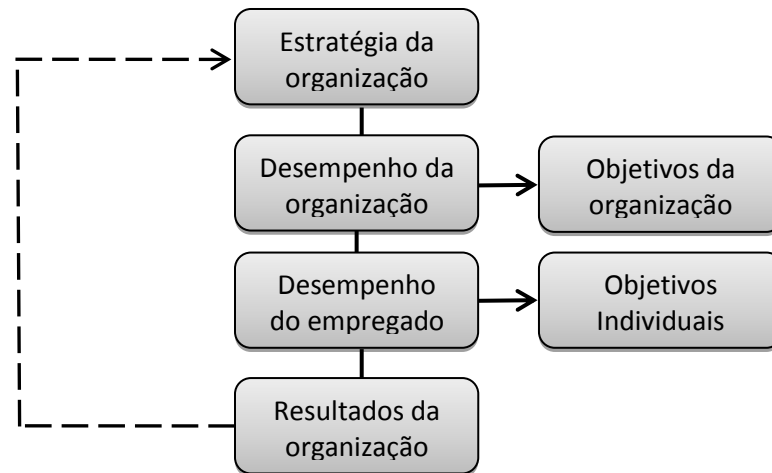 Estratégia da
organização
Desempenho da
organização
Objetivos da
organização
Desempenho
do empregado
Objetivos
Individuais
Resultados da
organização